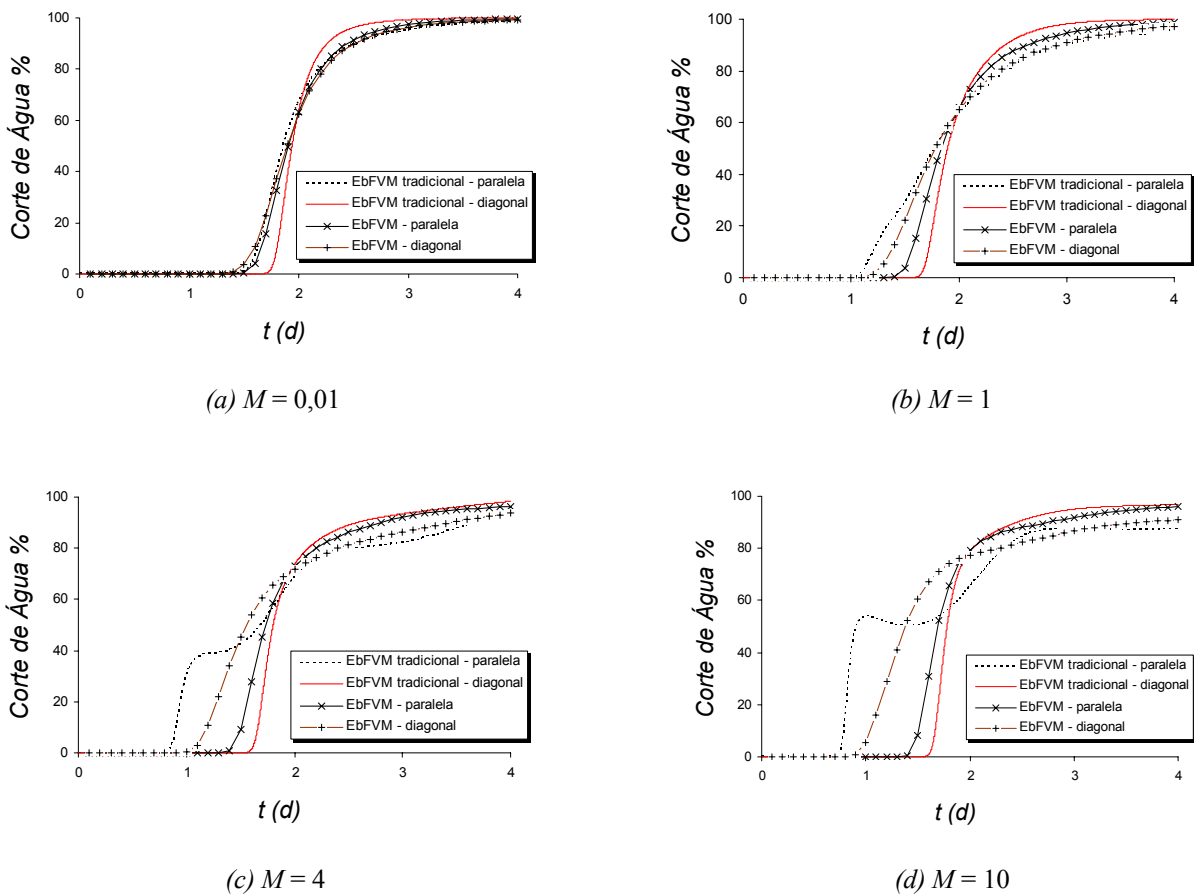 100
80
60
40
20
0
Corte de Água %
EbFVM tradicional - paralela
EbFVM tradicional - diagonal
EbFVM - paralela
EbFVM - diagonal
0 1 2 3 4
t (d)
(a) M = 0,01
100
80
60
40
20
0
Corte de Água %
EbFVM tradicional - paralela
EbFVM tradicional - diagonal
EbFVM - paralela
EbFVM - diagonal
0 1 2 3 4
t (d)
(b) M = 1
100
80
60
40
20
0
Corte de Água %
EbFVM tradicional - paralela
EbFVM tradicional - diagonal
EbFVM - paralela
EbFVM - diagonal
0 1 2 3 4
t (d)
(c) M = 4
100
80
60
40
20
0
Corte de Água %
EbFVM tradicional - paralela
EbFVM tradicional - diagonal
EbFVM - paralela
EbFVM - diagonal
0 1 2 3 4
t (d)
(d) M = 10